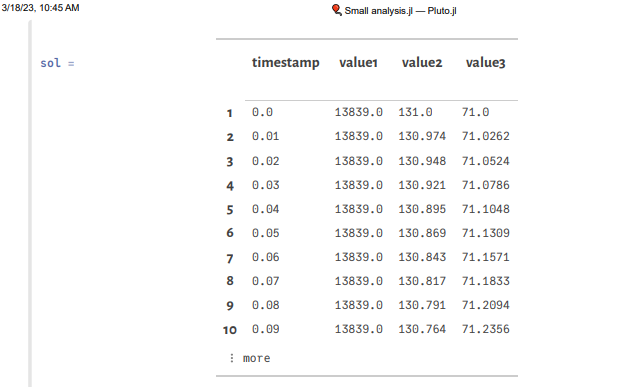 3/18/23, 10:45 AM
🎈 Small analysis.jl — Pluto.jl
sol =
timestamp value1 value2 value3
1 0.0 13839.0 131.0 71.0
2 0.01 13839.0 130.974 71.0262
3 0.02 13839.0 130.948 71.0524
4 0.03 13839.0 130.921 71.0786
5 0.04 13839.0 130.895 71.1048
6 0.05 13839.0 130.869 71.1309
7 0.06 13839.0 130.843 71.1571
8 0.07 13839.0 130.817 71.1833
9 0.08 13839.0 130.791 71.2094
10 0.09 13839.0 130.764 71.2356
⋮ more